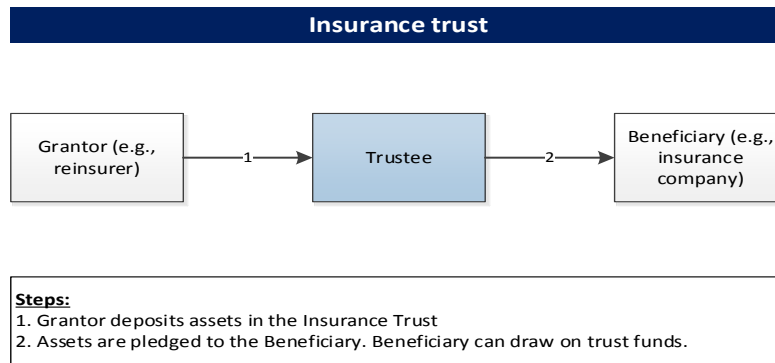 Insurance trust
Grantor (e.g.,
reinsurer)
1
Trustee
2
Beneficiary (e.g.,
insurance
company)
Steps:
1. Grantor deposits assets in the Insurance Trust
2. Assets are pledged to the Beneficiary. Beneficiary can draw on trust funds.